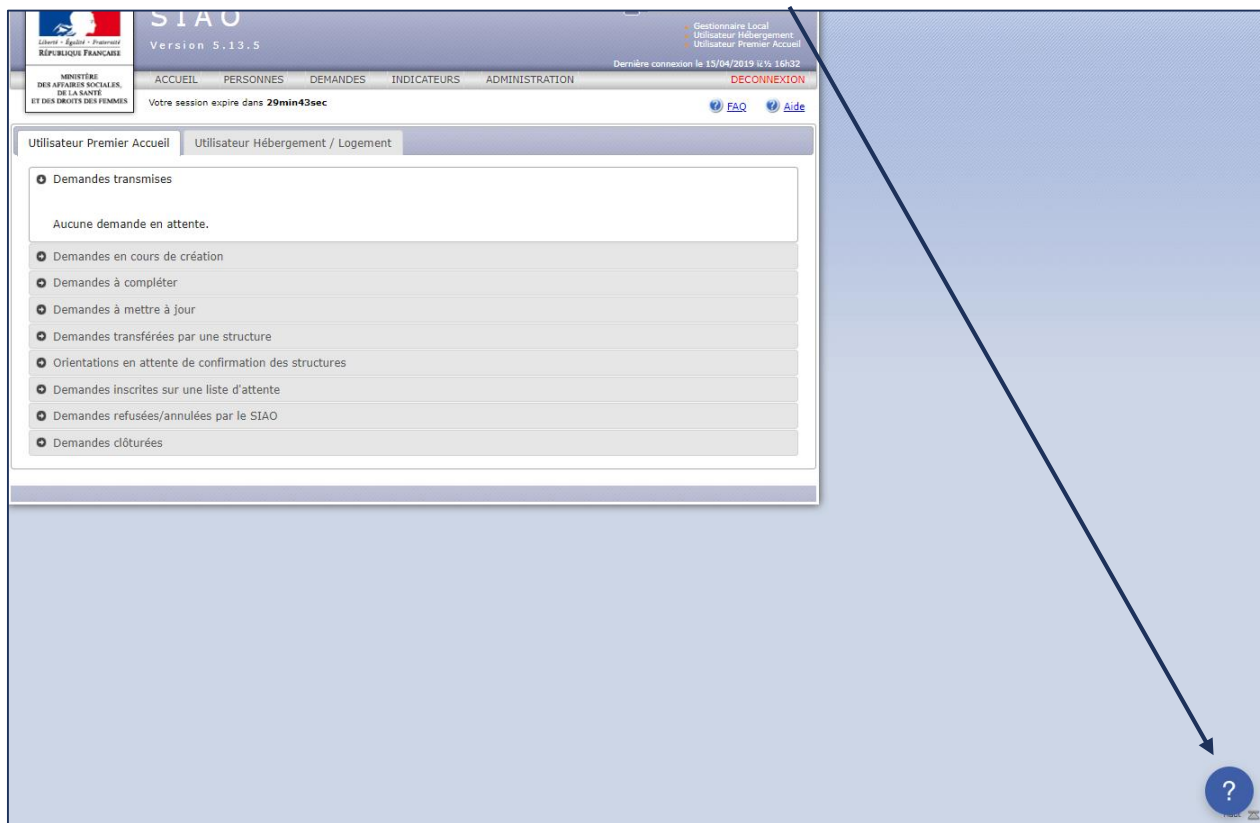 SIAO
Version 5.13.5
Liberté • Égalité • Fraternité
RÉPUBLIQUE FRANÇAISE
MINISTÈRE
DES AFFAIRES SOCIALES,
DE LA SANTÉ
ET DES DROITS DES FEMMES
Gestionnaire Local
Utilisateur Hébergement
Utilisateur Premier Accueil
Dernière connexion le 15/04/2019 ï¿½ 16h32
ACCUEIL PERSONNES DEMANDES INDICATEURS ADMINISTRATION DECONNEXION
Votre session expire dans 29min43sec
FAQ Aide
Utilisateur Premier Accueil Utilisateur Hébergement / Logement
Demandes transmises
Aucune demande en attente.
Demandes en cours de création
Demandes à compléter
Demandes à mettre à jour
Demandes transférées par une structure
Orientations en attente de confirmation des structures
Demandes inscrites sur une liste d'attente
Demandes refusées/annulées par le SIAO
Demandes clôturées
?
Haut